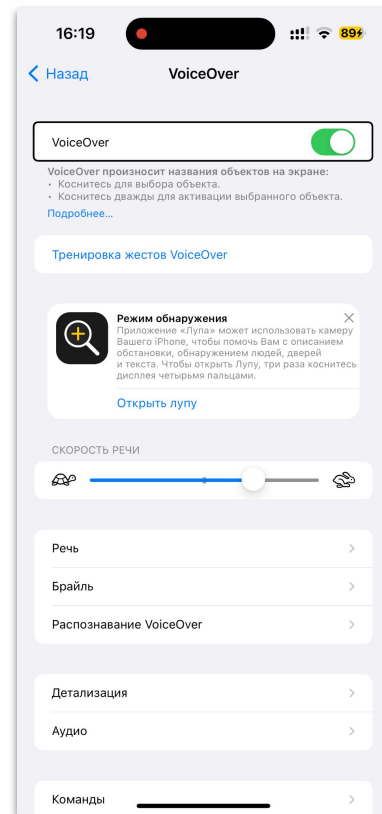 16:19
89
Назад
VoiceOver
VoiceOver
VoiceOver произносит названия объектов на экране:
• Коснитесь для выбора объекта.
• Коснитесь дважды для активации выбранного объекта.
Подробнее...
Тренировка жестов VoiceOver
Режим обнаружения
Приложение «Лупа» может использовать камеру
Вашего iPhone, чтобы помочь Вам с описанием
обстановки, обнаружением людей, дверей
и текста. Чтобы открыть Лупу, три раза коснитесь
дисплея четырьмя пальцами.
Открыть лупу
СКОРОСТЬ РЕЧИ
Речь
Брайль
Распознавание VoiceOver
Детализация
Аудио
Команды